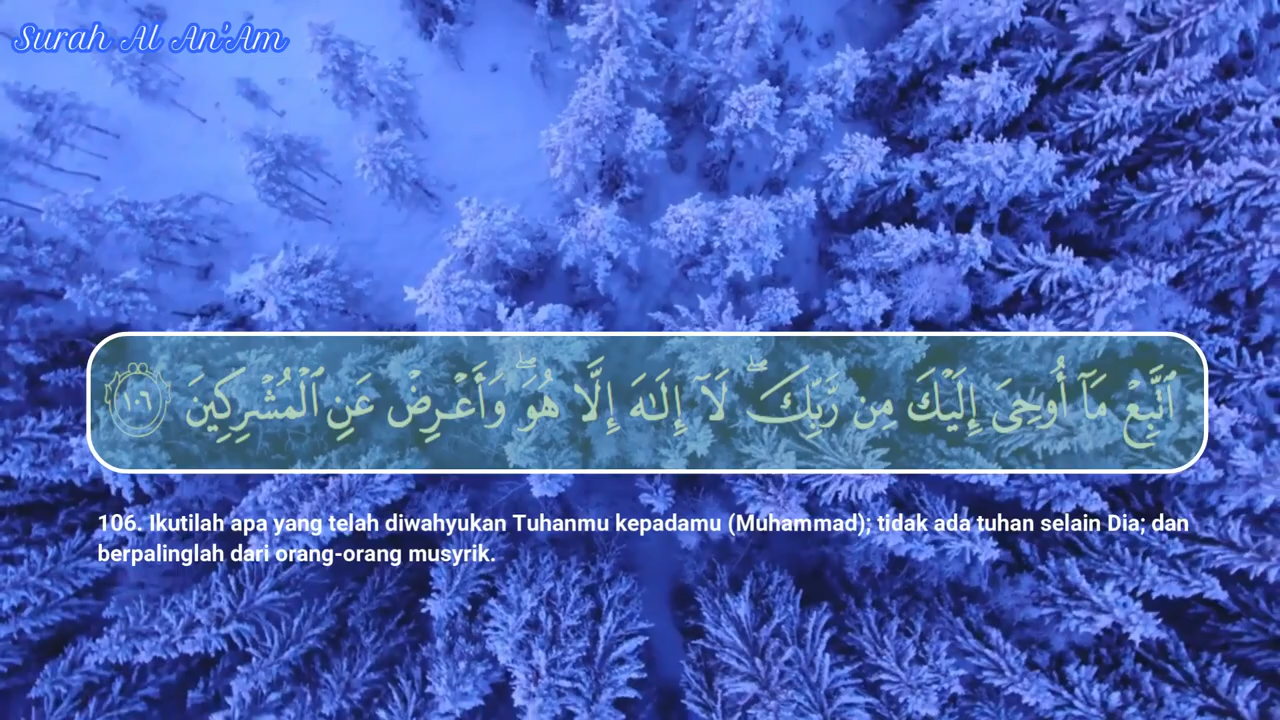 Surah Al An'Am
ٱتَّبِعْ مَآ أُوحِىَ إِلَيْكَ مِن رَّبِّكَ ۖ لَآ إِلَـٰهَ إِلَّا هُوَ ۖ وَأَعْرِضْ عَنِ ٱلْمُشْرِكِينَ ١٠٦
106. Ikutilah apa yang telah diwahyukan Tuhanmu kepadamu (Muhammad); tidak ada tuhan selain Dia; dan
berpalinglah dari orang-orang musyrik.